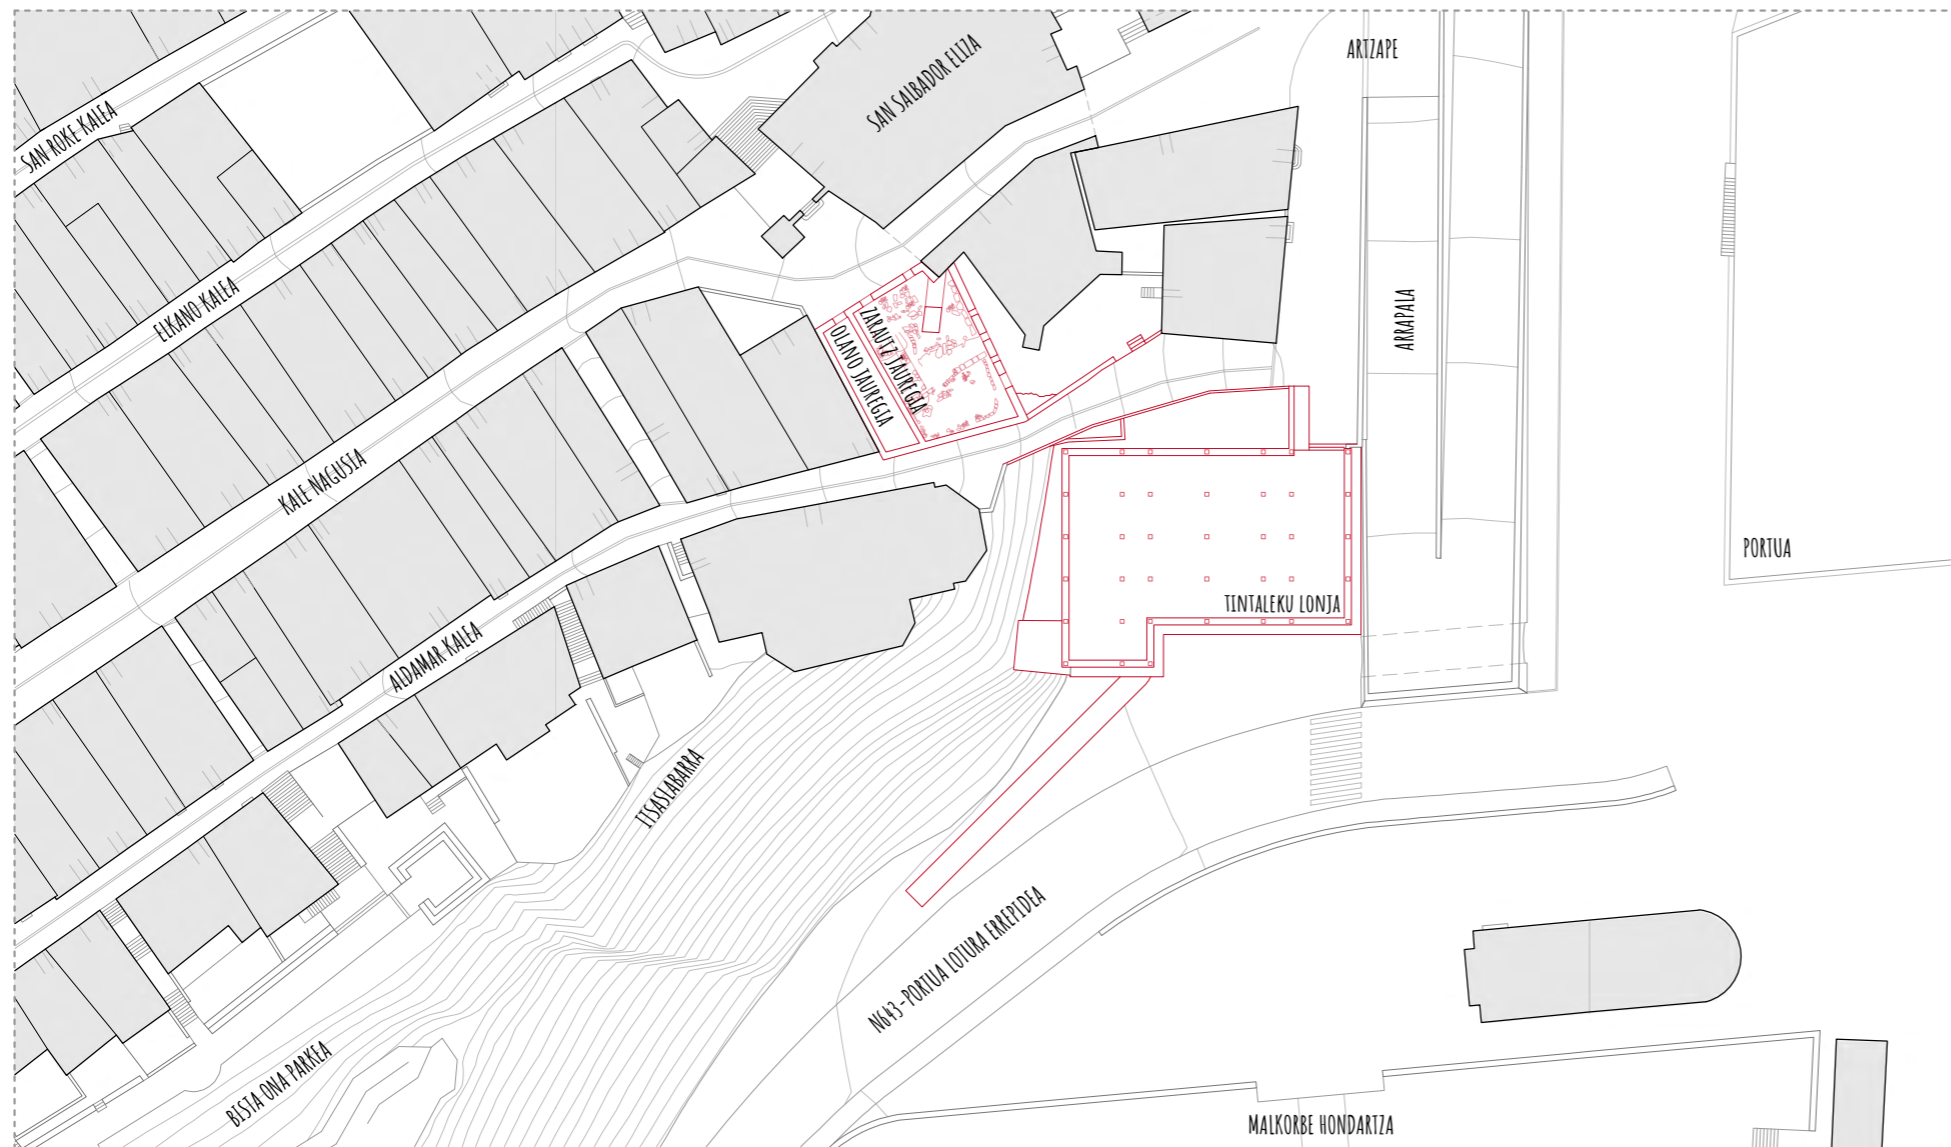 ARTZAPE
SAN SALBADOR ELIZA
SAN ROKE KALEA
ELKANO KALEA
ZARAUTZ JAUREGIA
OLANO JAUREGIA
ARRAPALA
KALE NAGUSIA
PORTUA
TINTALEKU LONJA
ALDAMAR KALEA
ITSASLABARRA
N643-PORTUA LOTURA ERREPIDEA
BISTA ONA PARKEA
MALKORBE HONDARTZA